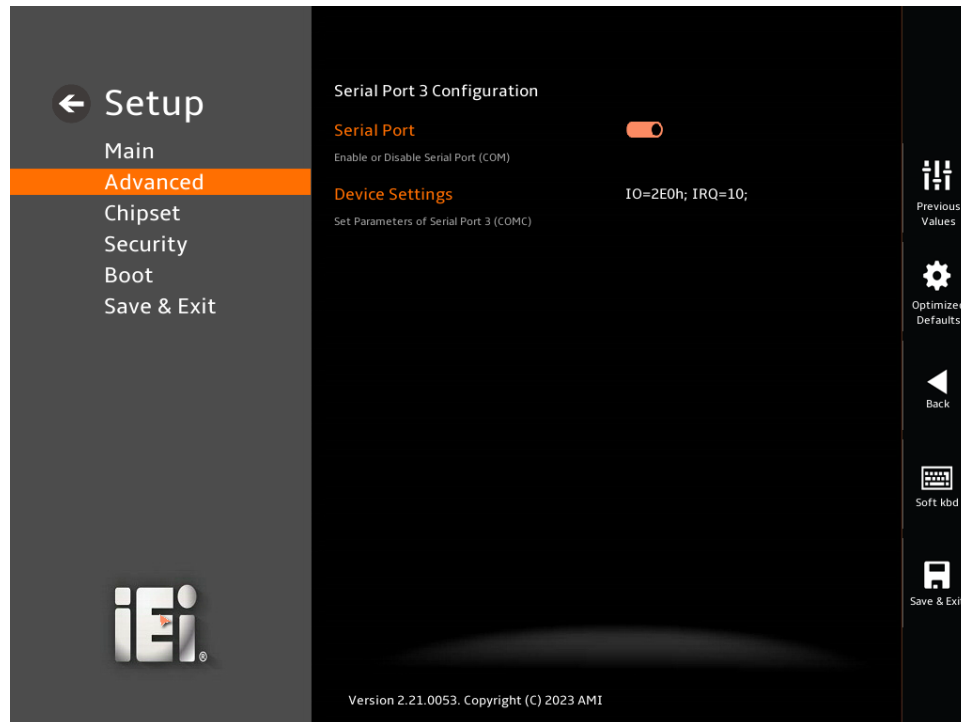 Setup
Main
Advanced
Chipset
Security
Boot
Save & Exit
iEi®
Serial Port 3 Configuration
Serial Port
Enable or Disable Serial Port (COM)
Device Settings
IO=2E0h; IRQ=10;
Set Parameters of Serial Port 3 (COMC)
Version 2.21.0053. Copyright (C) 2023 AMI
Previous
Values
Optimized
Defaults
Back
Soft kbd
Save & Exi